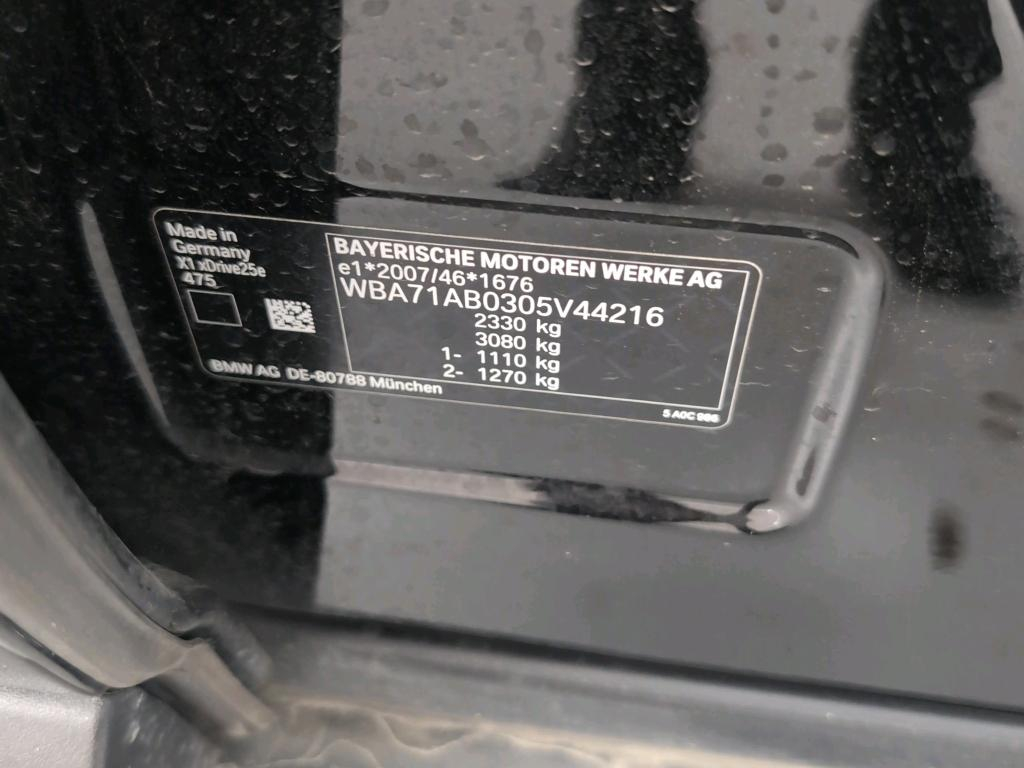 Made in
Germany
X1 xDrive25e
475
BAYERISCHE MOTOREN WERKE AG
e1*2007/46*1676
WBA71AB0305V44216
2330 kg
3080 kg
1- 1110 kg
2- 1270 kg
BMW AG DE-80788 München
5 A0C 986